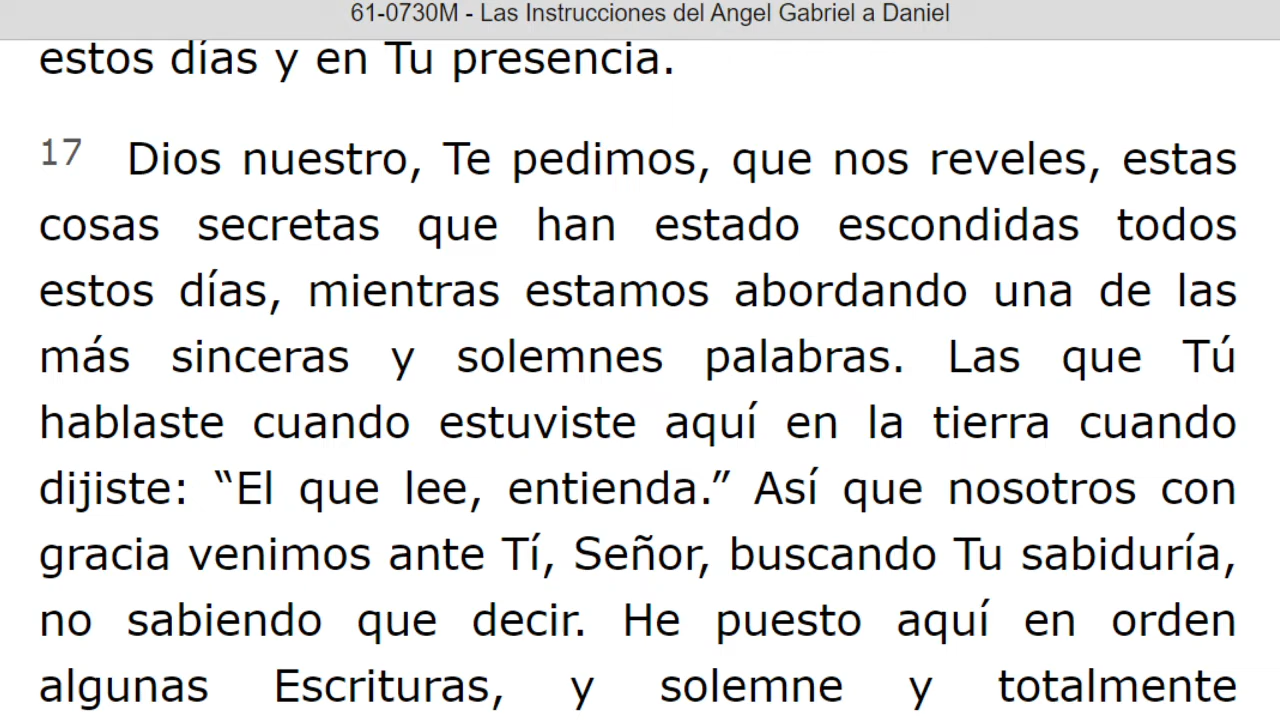 61-0730M - Las Instrucciones del Angel Gabriel a Daniel
estos días y en Tu presencia.
17 Dios nuestro, Te pedimos, que nos reveles, estas
cosas secretas que han estado escondidas todos
estos días, mientras estamos abordando una de las
más sinceras y solemnes palabras. Las que Tú
hablaste cuando estuviste aquí en la tierra cuando
dijiste: “El que lee, entienda.” Así que nosotros con
gracia venimos ante Tí, Señor, buscando Tu sabiduría,
no sabiendo que decir. He puesto aquí en orden
algunas Escrituras, y solemne y totalmente